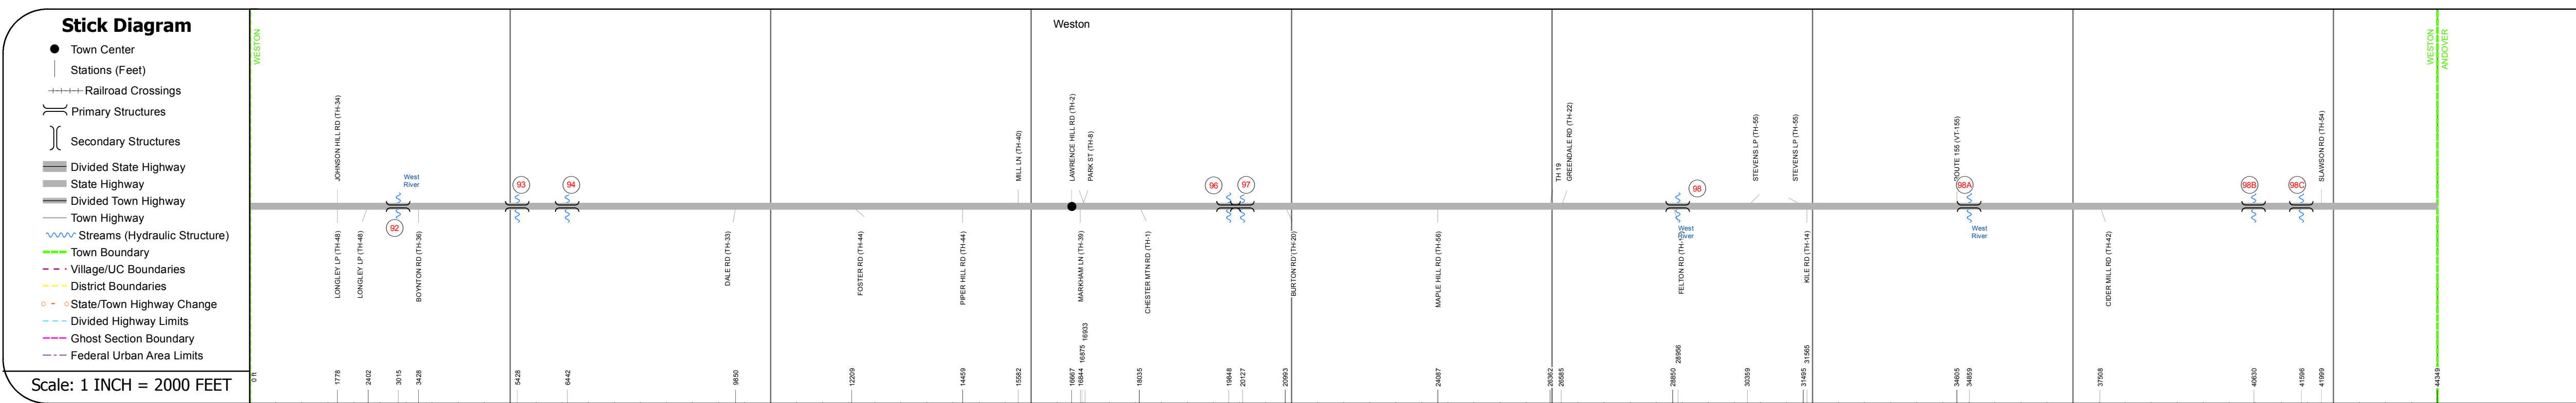 Stick Diagram
Town Center
Stations (Feet)
Railroad Crossings
Primary Structures
Secondary Structures
Divided State Highway
State Highway
Divided Town Highway
Town Highway
Streams (Hydraulic Structure)
Town Boundary
Village/UC Boundaries
District Boundaries
State/Town Highway Change
Divided Highway Limits
Ghost Section Boundary
Federal Urban Area Limits
Scale: 1 INCH = 2000 FEET
Weston
WESTON
WESTON
ANDOVER
JOHNSON HILL RD (TH-34)
MILL LN (TH-40)
LAWRENCE HILL RD (TH-2)
PARK ST (TH-8)
TH 19
GREENDALE RD (TH-22)
STEVENS LP (TH-55)
STEVENS LP (TH-55)
ROUTE 155 (VT-155)
SLAWSON RD (TH-54)
West
River
93
94
96
97
98
98A
98B
98C
92
West
River
West
River
LONGLEY LP (TH-48)
LONGLEY LP (TH-48)
BOYNTON RD (TH-36)
DALE RD (TH-33)
FOSTER RD (TH-44)
PIPER HILL RD (TH-44)
MARKHAM LN (TH-39)
CHESTER MTN RD (TH-1)
BURTON RD (TH-20)
MAPLE HILL RD (TH-56)
FELTON RD
KILE RD (TH-14)
CIDER MILL RD (TH-42)
0 ft
1778
2402
3015
3428
5428
6442
9850
12209
14459
15582
16667
16844
16875
16933
18035
19848
20127
20993
24087
26362
26585
28850
28956
30359
31495
31565
34605
34859
37508
40630
41596
41999
44349